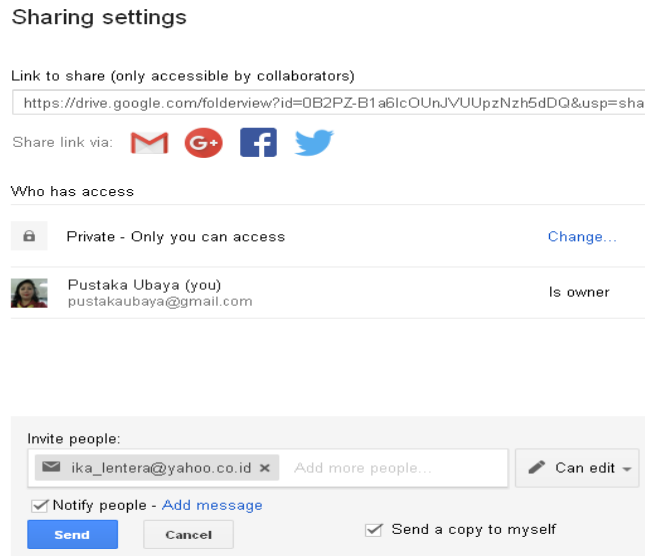 Sharing settings
Link to share (only accessible by collaborators)
https://drive.google.com/folderview?id=0B2PZ-B1a6IcOUnJVUUpzNzh5dDQ&usp=sha
Share link via:
Who has access
Private - Only you can access Change...
Pustaka Ubaya (you) Is owner
pustakaubaya@gmail.com
Invite people:
ika_lentera@yahoo.co.id × Add more people... Can edit
Notify people - Add message
Send Cancel Send a copy to myself